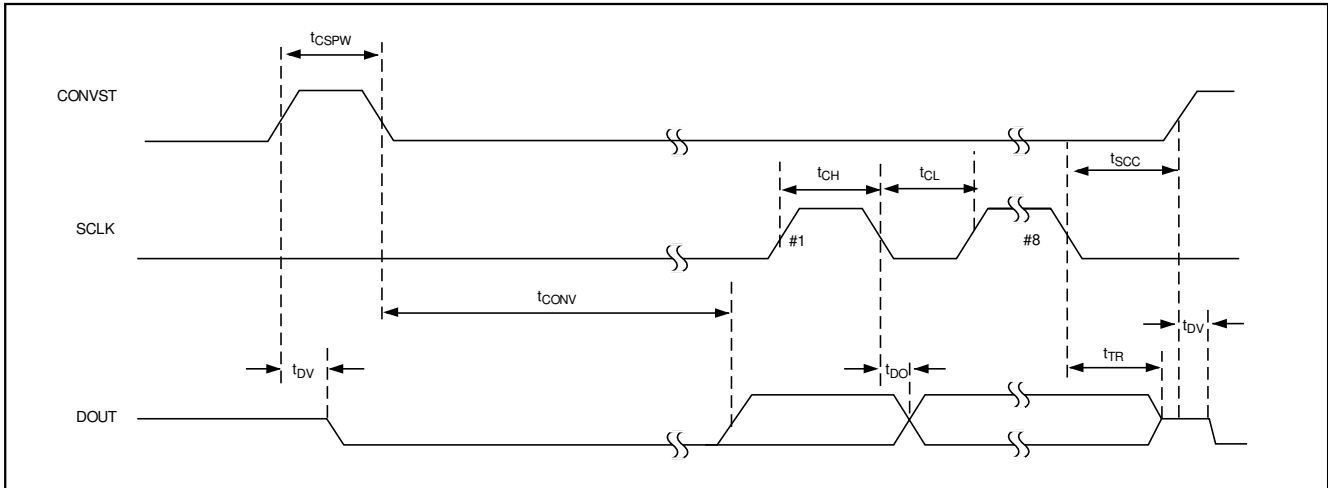 tCSPW
CONVST
tSCC
tCH
tCL
SCLK
#1
#8
tCONV
tDV
tTR
tDV
tDO
DOUT